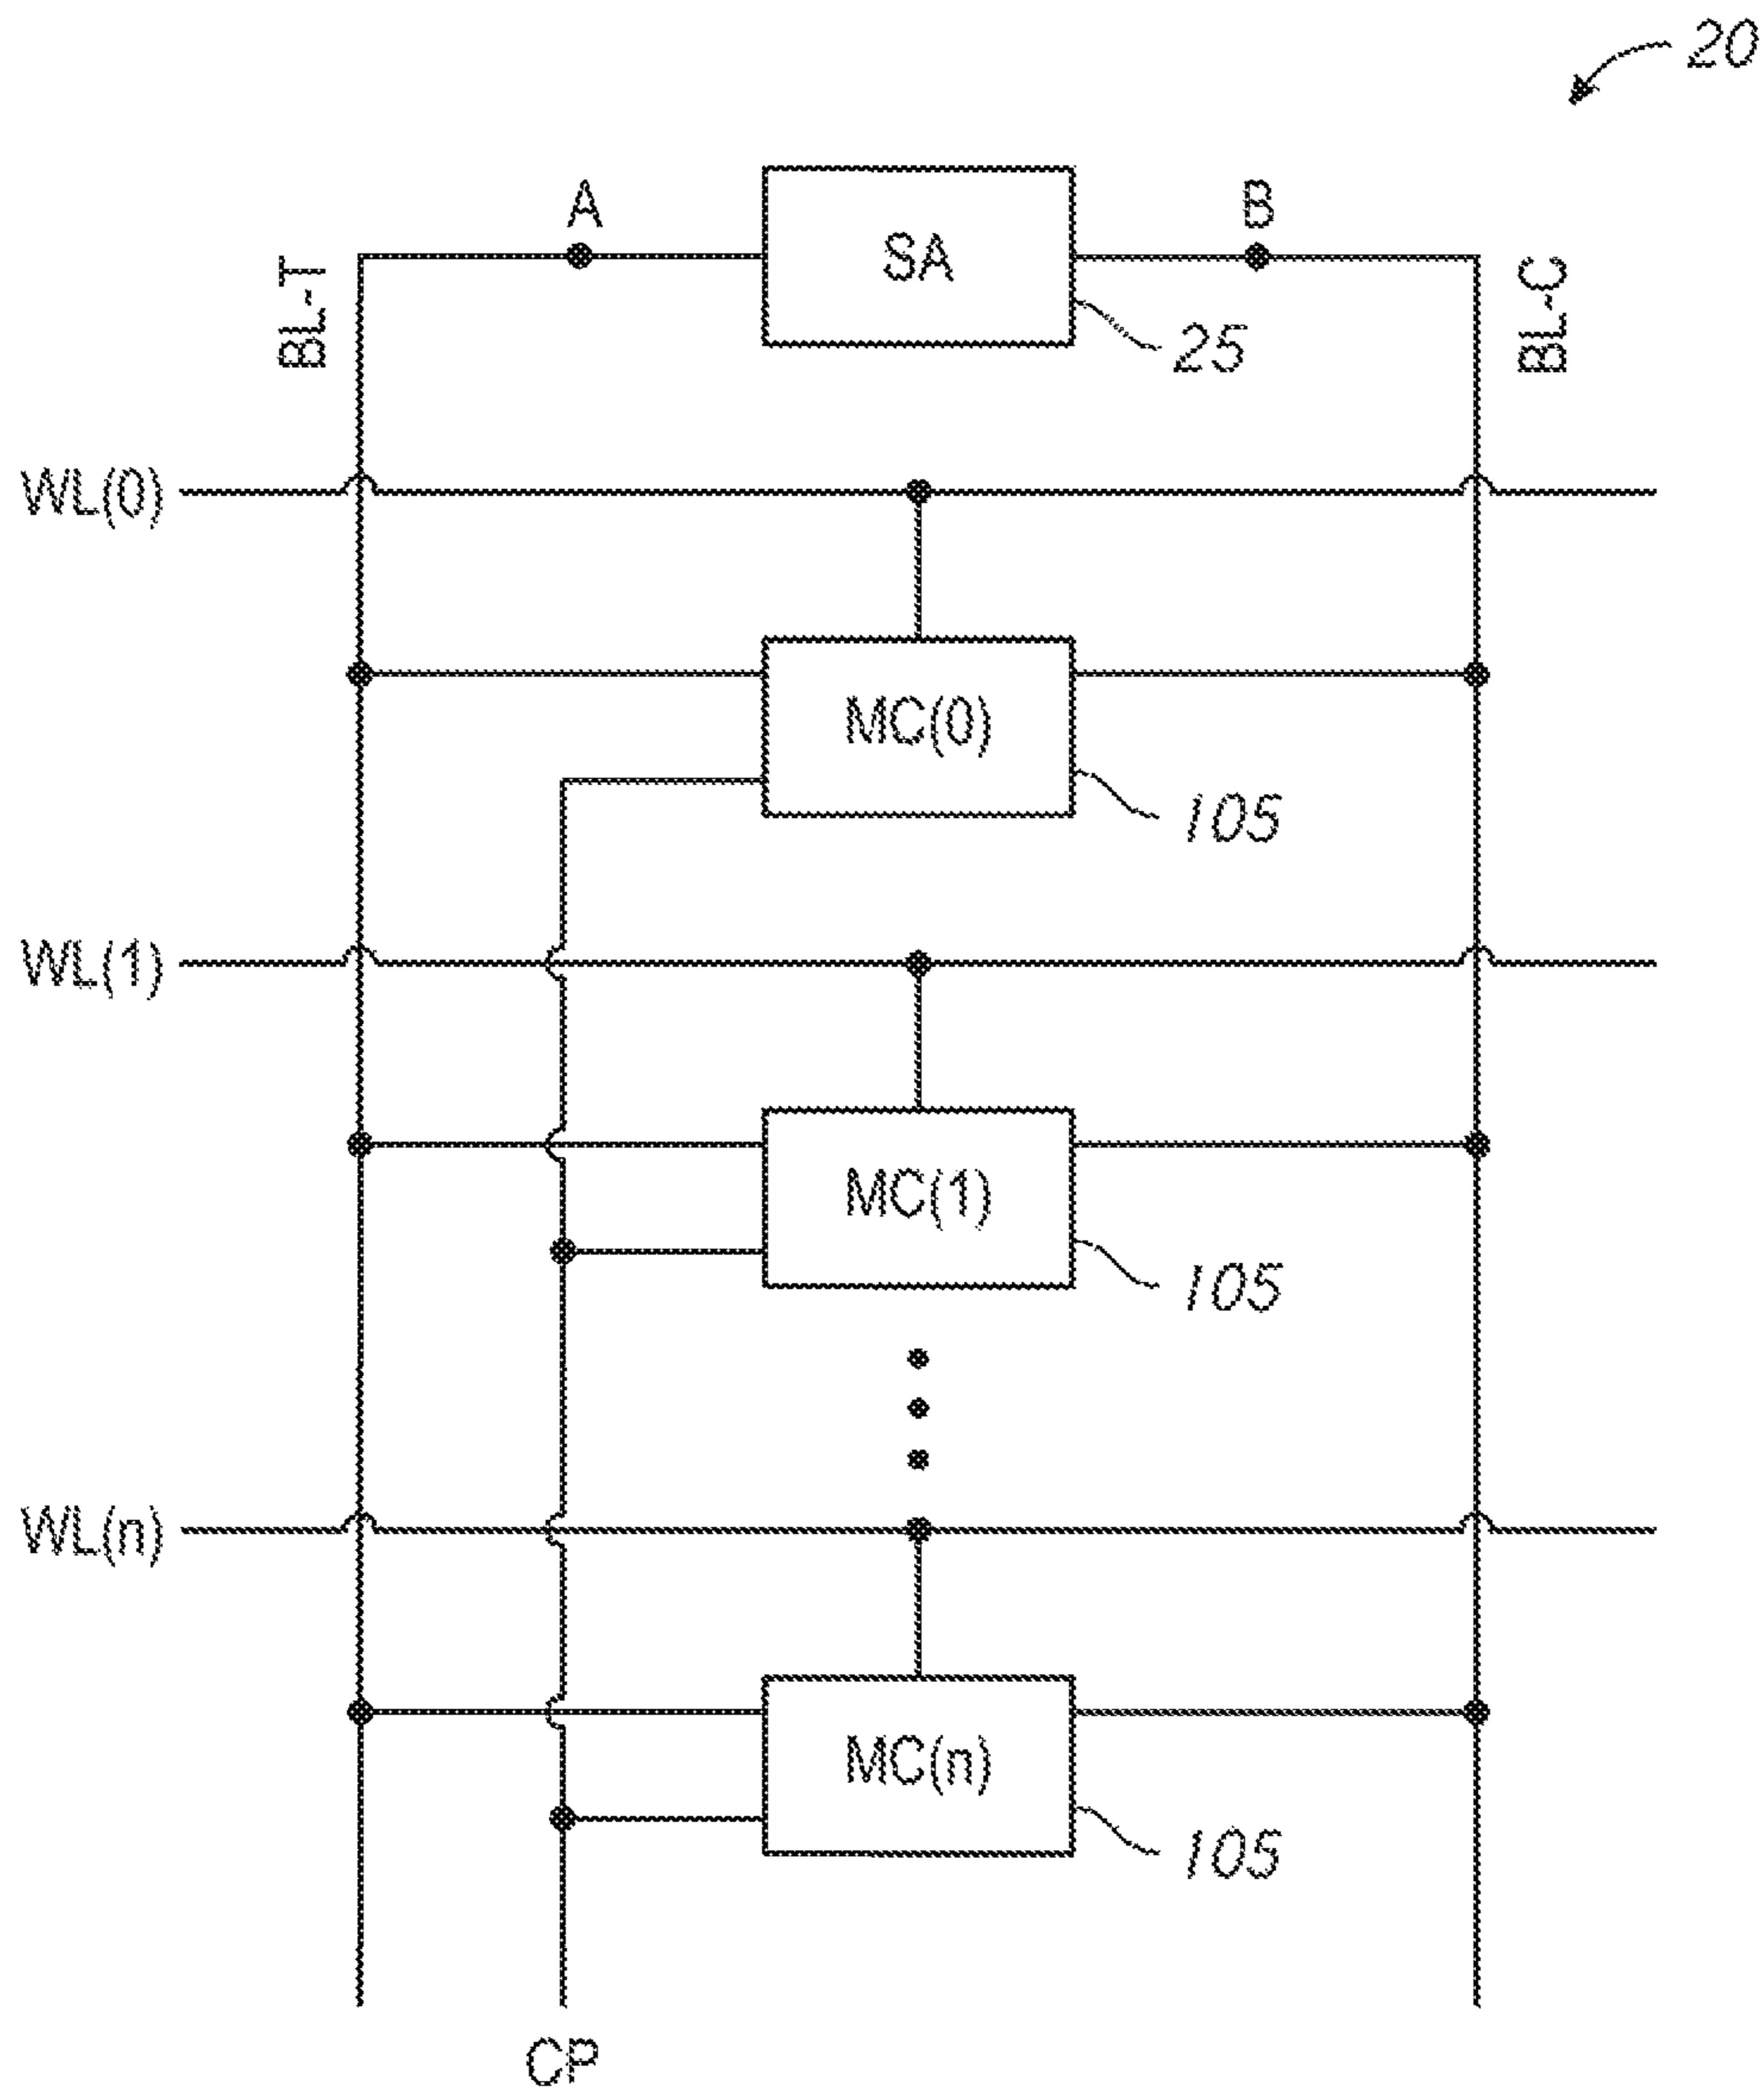 20
A
B
SA
BL-T
BL-C
25
WL(0)
MC(0)
105
WL(1)
MC(1)
105
WL(n)
MC(n)
105
CP